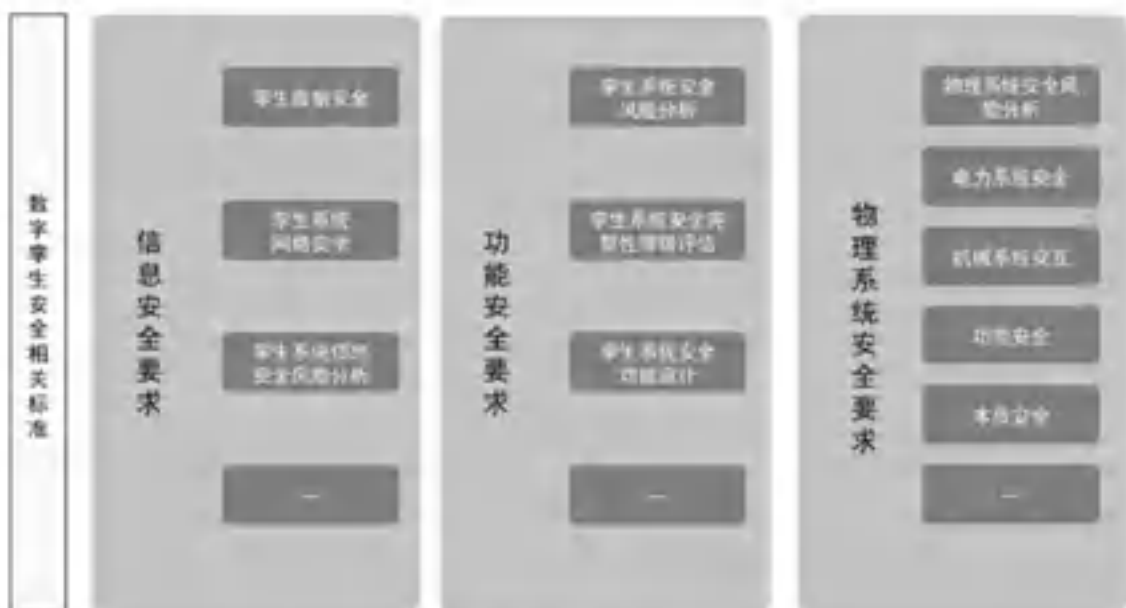 数字孪生安全相关标准
信息安全要求
孪生数据安全
孪生系统
网络安全
孪生系统信息
安全风险分析
—
功能安全要求
孪生系统安全
风险分析
孪生系统安全完
整性等级评估
孪生系统安全
功能设计
—
物理系统安全要求
物理系统安全风
险分析
电力系统安全
机械系统安全
功能安全
本质安全
—